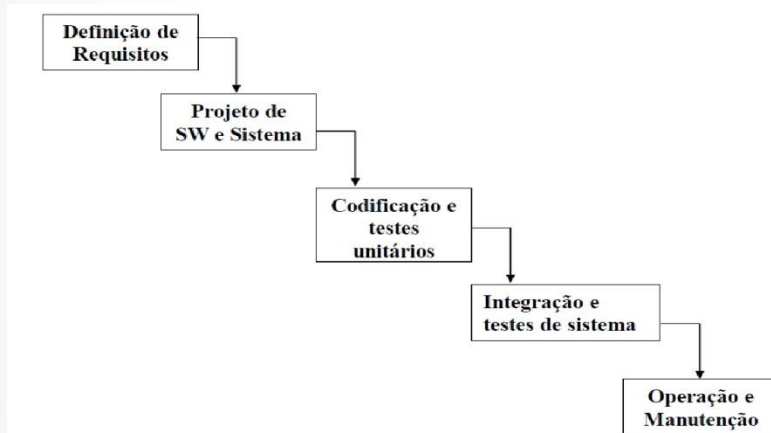 Definição de
Requisitos
Projeto de
SW e Sistema
Codificação e
testes
unitários
Integração e
testes de sistema
Operação e
Manutenção